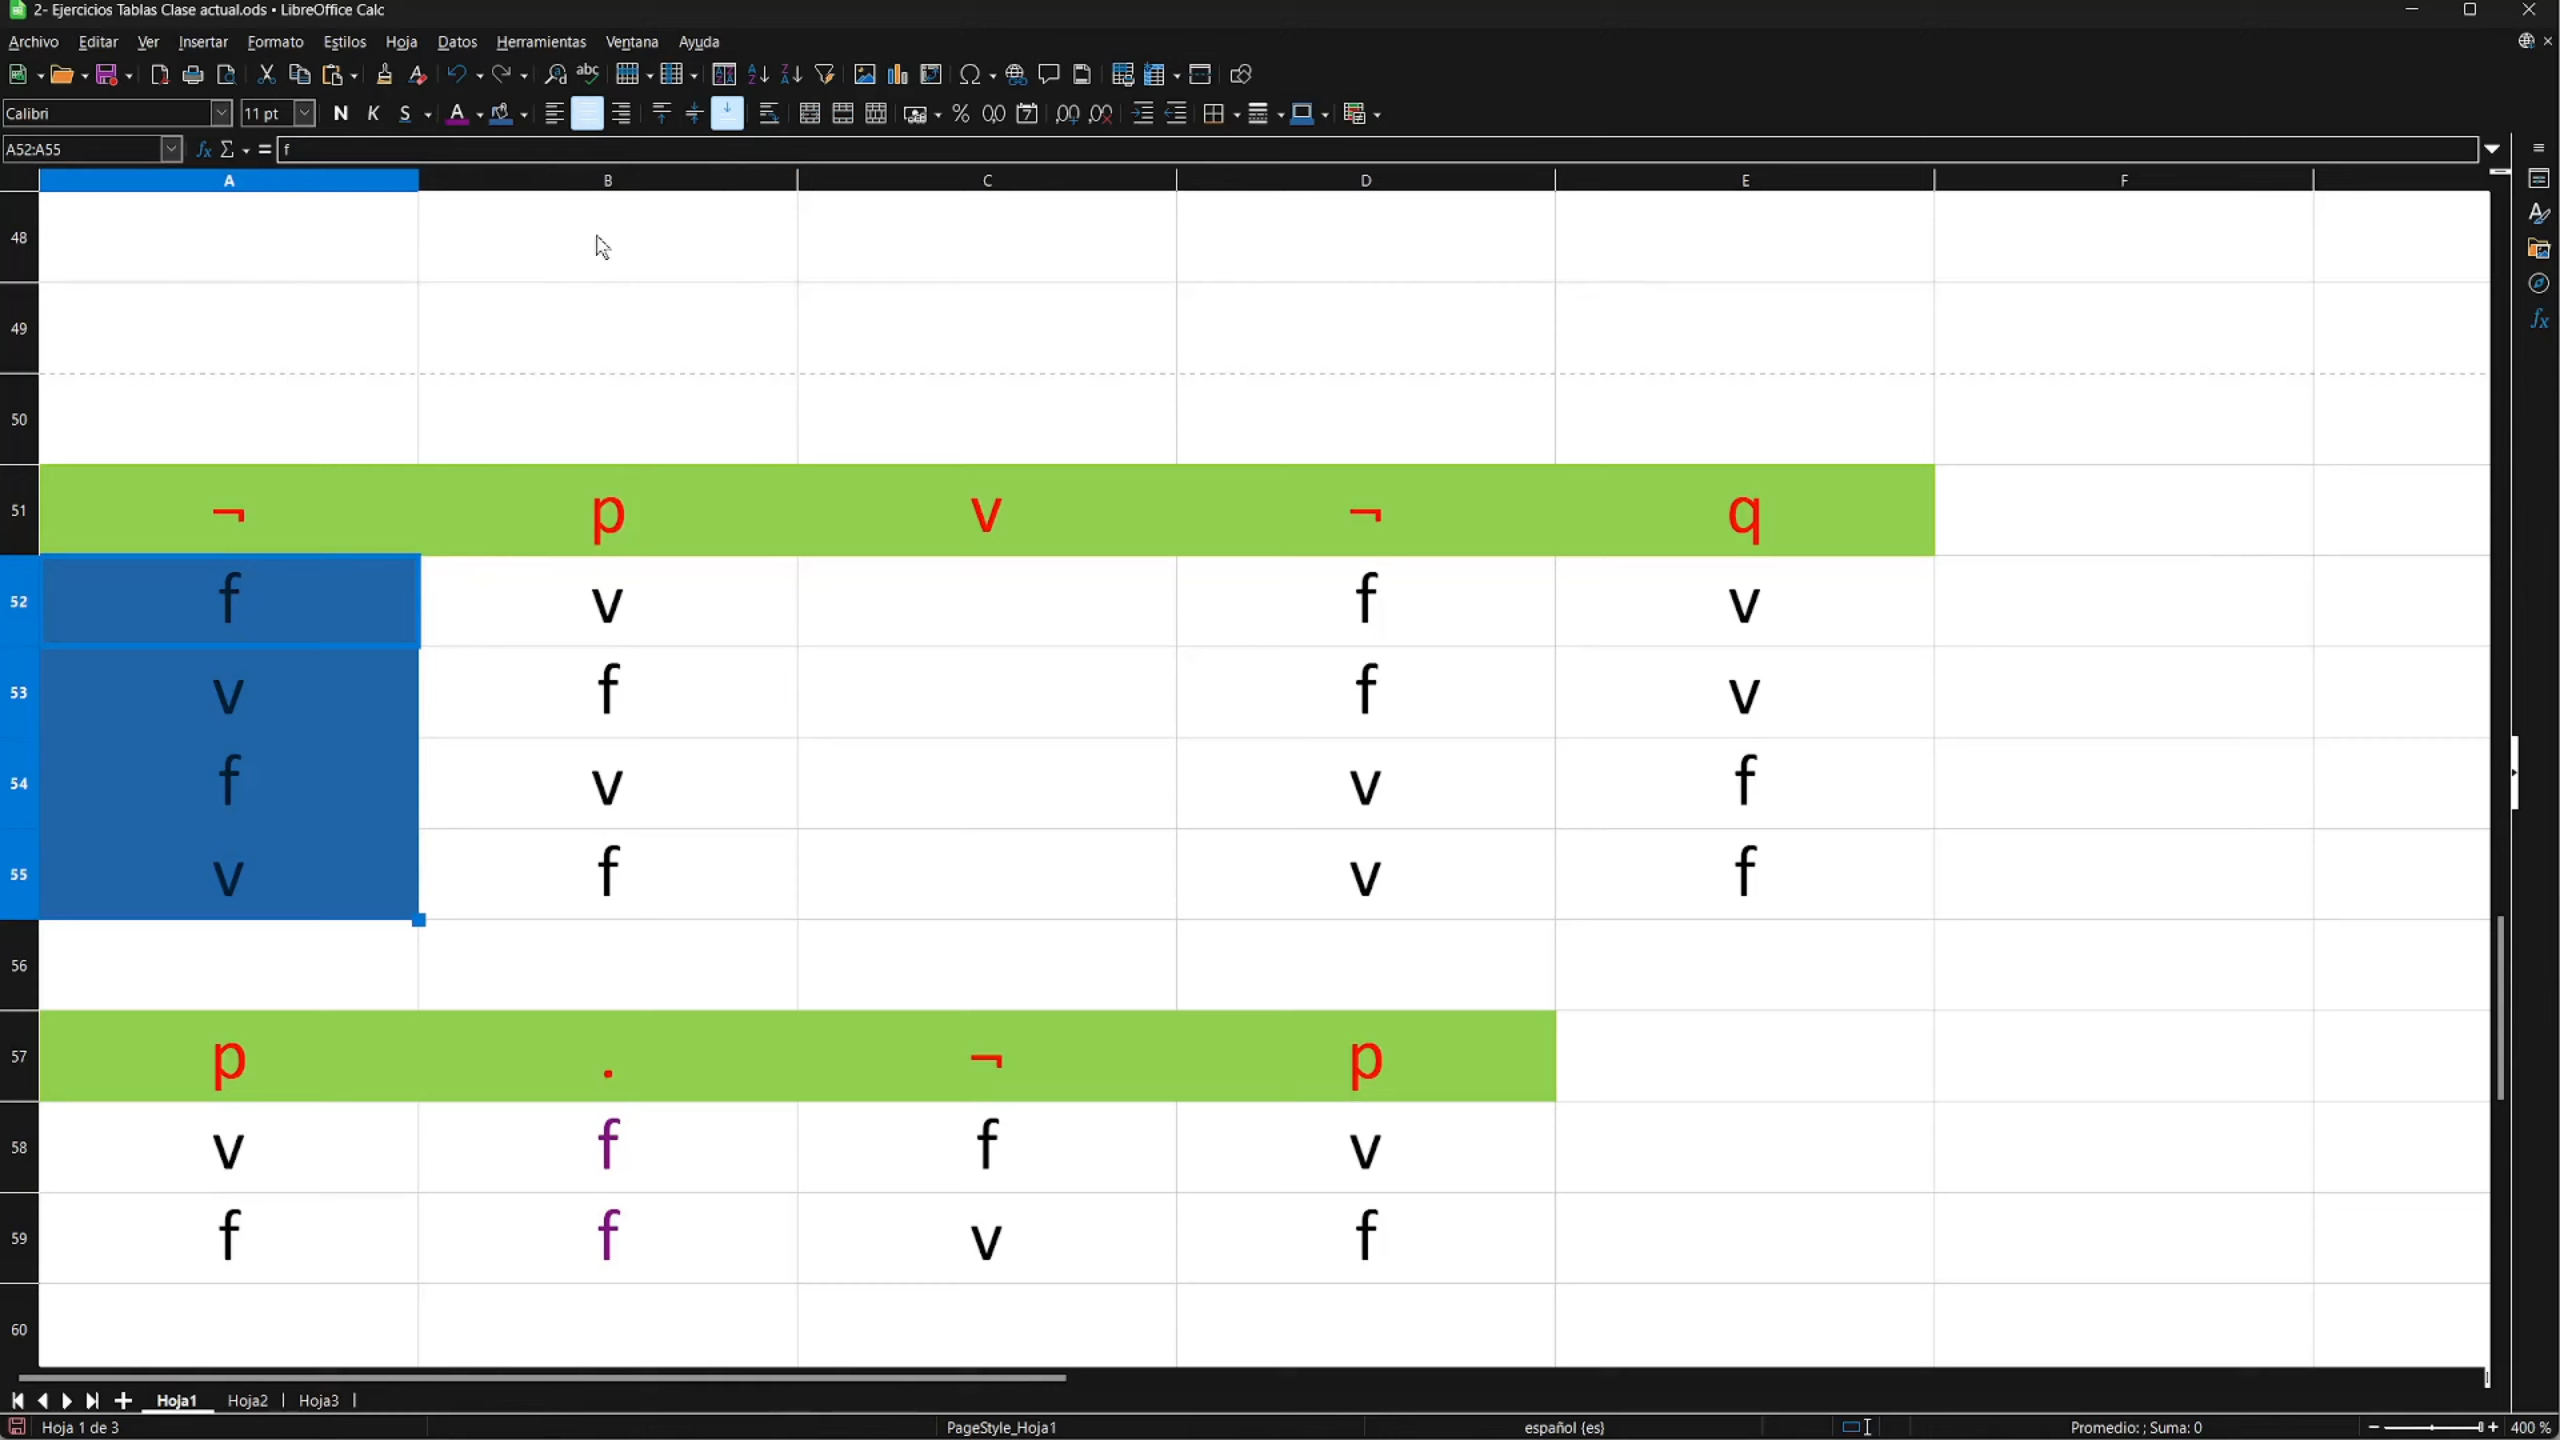 2- Ejercicios Tablas Clase actual.ods • LibreOffice Calc
Archivo Editar Ver Insertar Formato Estilos Hoja Datos Herramientas Ventana Ayuda
Calibri 11 pt N K S
A52:A55 fx Σ = f
A B C D E F
48
49
50
51 ¬ p v ¬ q
52 f v f v
53 v f f v
54 f v v f
55 v f v f
56
57 p . ¬ p
58 v f f v
59 f f v f
60
Hoja1 Hoja2 Hoja3
Hoja 1 de 3 PageStyle_Hoja1 español (es) Promedio: ; Suma: 0 400 %